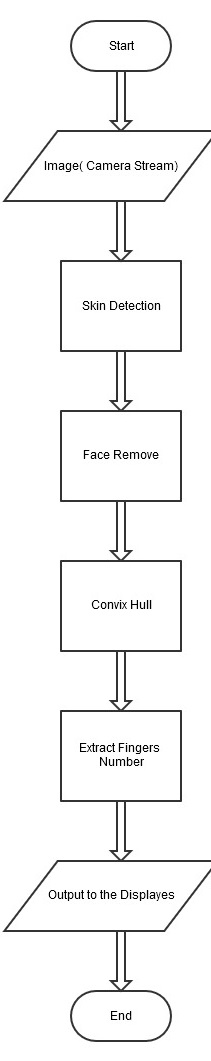 Start
Image( Camera Stream)
Skin Detection
Face Remove
Convix Hull
Extract Fingers
Number
Output to the Displayes
End